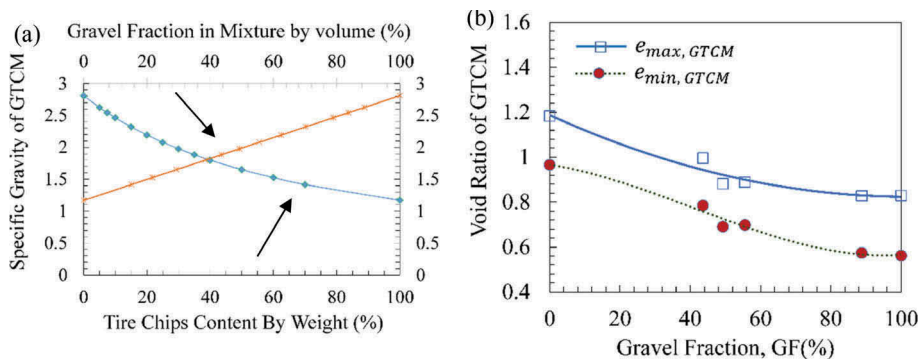 (a)
Gravel Fraction in Mixture by volume (%)
0 20 40 60 80 100
Specific Gravity of GTCM
3 3
2.5 2.5
2 2
1.5 1.5
1 1
0.5 0.5
0 0
0 20 40 60 80 100
Tire Chips Content By Weight (%)
(b)
Void Ratio of GTCM
1.6
1.4
1.2
1
0.8
0.6
0.4
emax,GTCM
emin,GTCM
0 20 40 60 80 100
Gravel Fraction, GF(%)